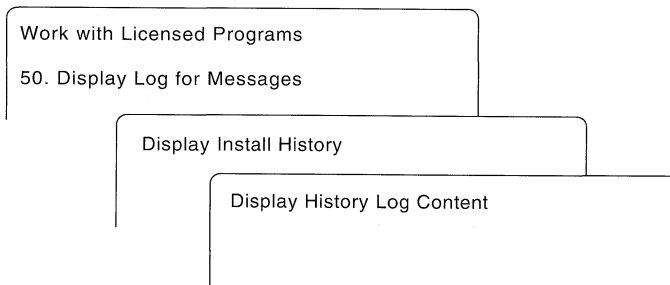 Work with Licensed Programs
50. Display Log for Messages
Display Install History
Display History Log Content